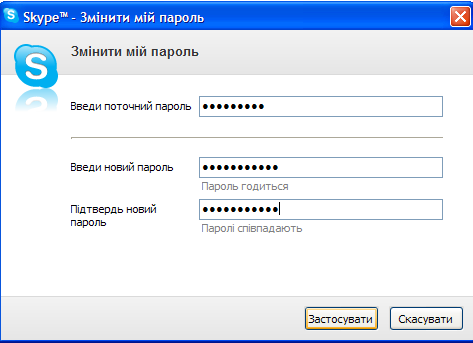 Skype™ - Змінити мій пароль
Змінити мій пароль
Введи поточний пароль
●●●●●●●●●
Введи новий пароль
●●●●●●●●●●●
Пароль годиться
Підтвердь новий
пароль
●●●●●●●●●●●
Паролі співпадають
Застосувати
Скасувати